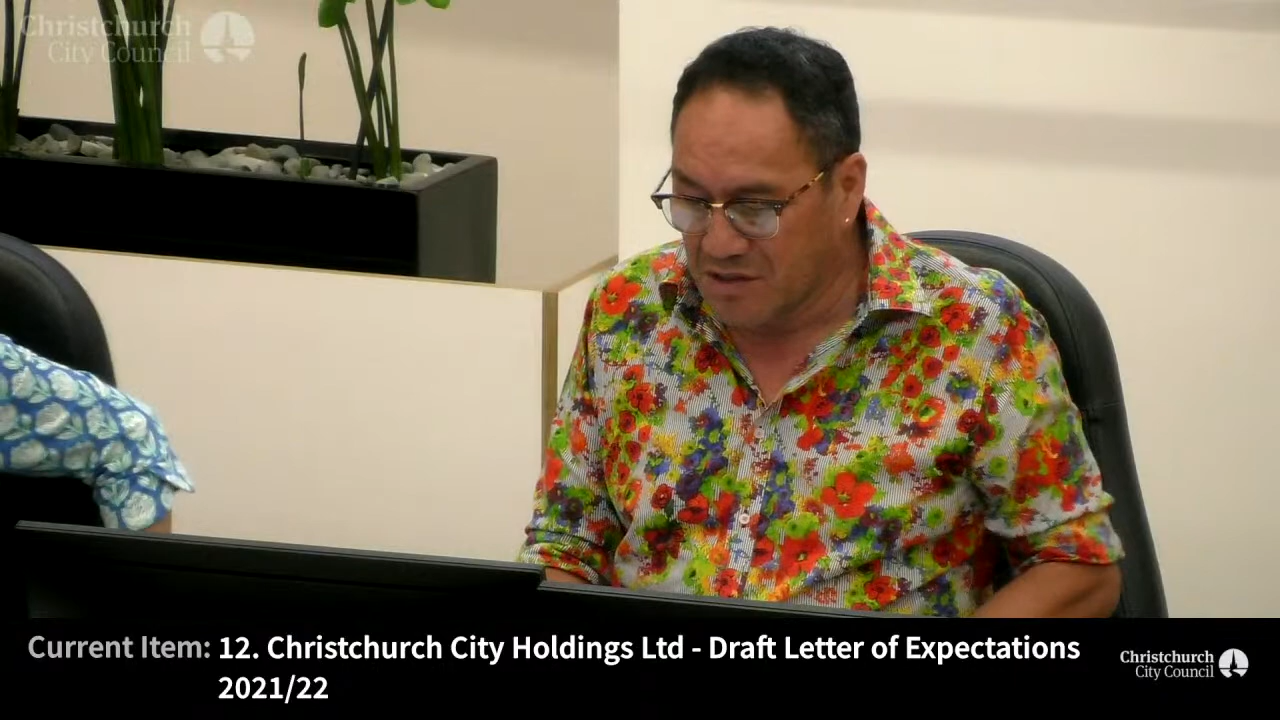 Christchurch
City Council
Current Item: 12. Christchurch City Holdings Ltd - Draft Letter of Expectations
2021/22
Christchurch
City Council